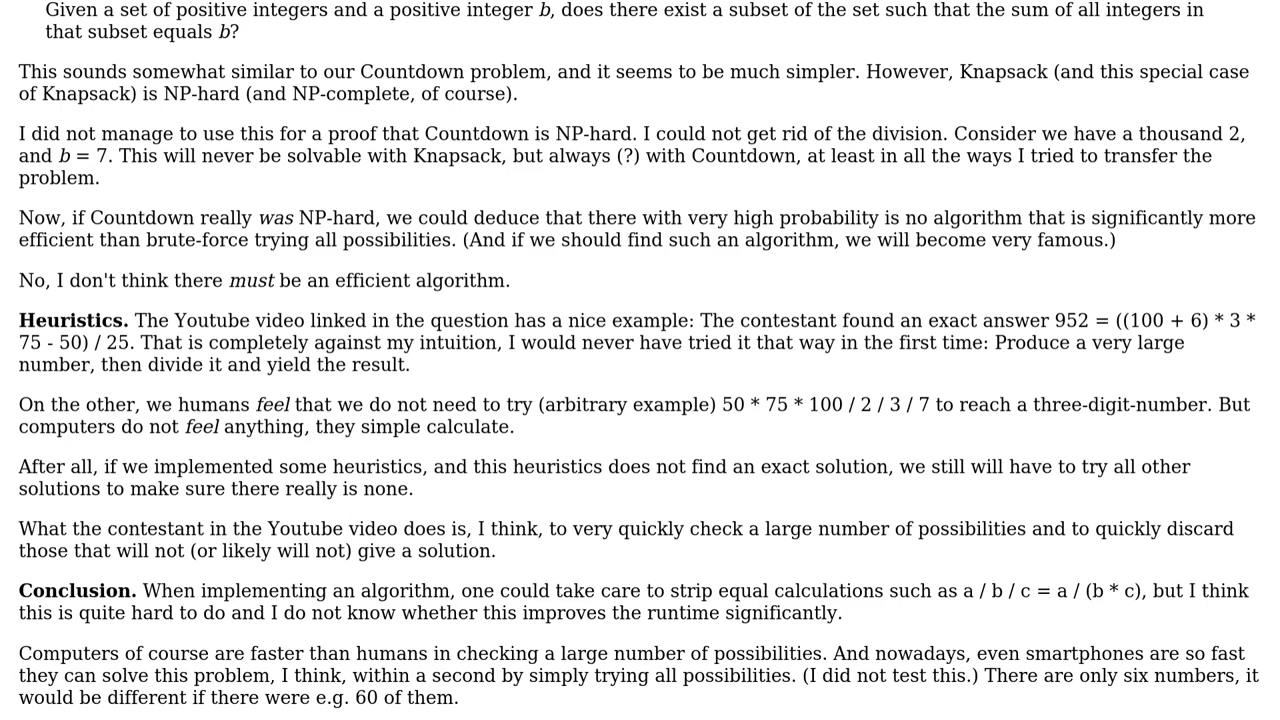 Given a set of positive integers and a positive integer b, does there exist a subset of the set such that the sum of all integers in
that subset equals b?
This sounds somewhat similar to our Countdown problem, and it seems to be much simpler. However, Knapsack (and this special case
of Knapsack) is NP-hard (and NP-complete, of course).
I did not manage to use this for a proof that Countdown is NP-hard. I could not get rid of the division. Consider we have a thousand 2,
and b = 7. This will never be solvable with Knapsack, but always (?) with Countdown, at least in all the ways I tried to transfer the
problem.
Now, if Countdown really was NP-hard, we could deduce that there with very high probability is no algorithm that is significantly more
efficient than brute-force trying all possibilities. (And if we should find such an algorithm, we will become very famous.)
No, I don't think there must be an efficient algorithm.
Heuristics. The Youtube video linked in the question has a nice example: The contestant found an exact answer 952 = ((100 + 6) * 3 *
75 - 50) / 25. That is completely against my intuition, I would never have tried it that way in the first time: Produce a very large
number, then divide it and yield the result.
On the other, we humans feel that we do not need to try (arbitrary example) 50 * 75 * 100 / 2 / 3 / 7 to reach a three-digit-number. But
computers do not feel anything, they simple calculate.
After all, if we implemented some heuristics, and this heuristics does not find an exact solution, we still will have to try all other
solutions to make sure there really is none.
What the contestant in the Youtube video does is, I think, to very quickly check a large number of possibilities and to quickly discard
those that will not (or likely will not) give a solution.
Conclusion. When implementing an algorithm, one could take care to strip equal calculations such as a / b / c = a / (b * c), but I think
this is quite hard to do and I do not know whether this improves the runtime significantly.
Computers of course are faster than humans in checking a large number of possibilities. And nowadays, even smartphones are so fast
they can solve this problem, I think, within a second by simply trying all possibilities. (I did not test this.) There are only six numbers, it
would be different if there were e.g. 60 of them.